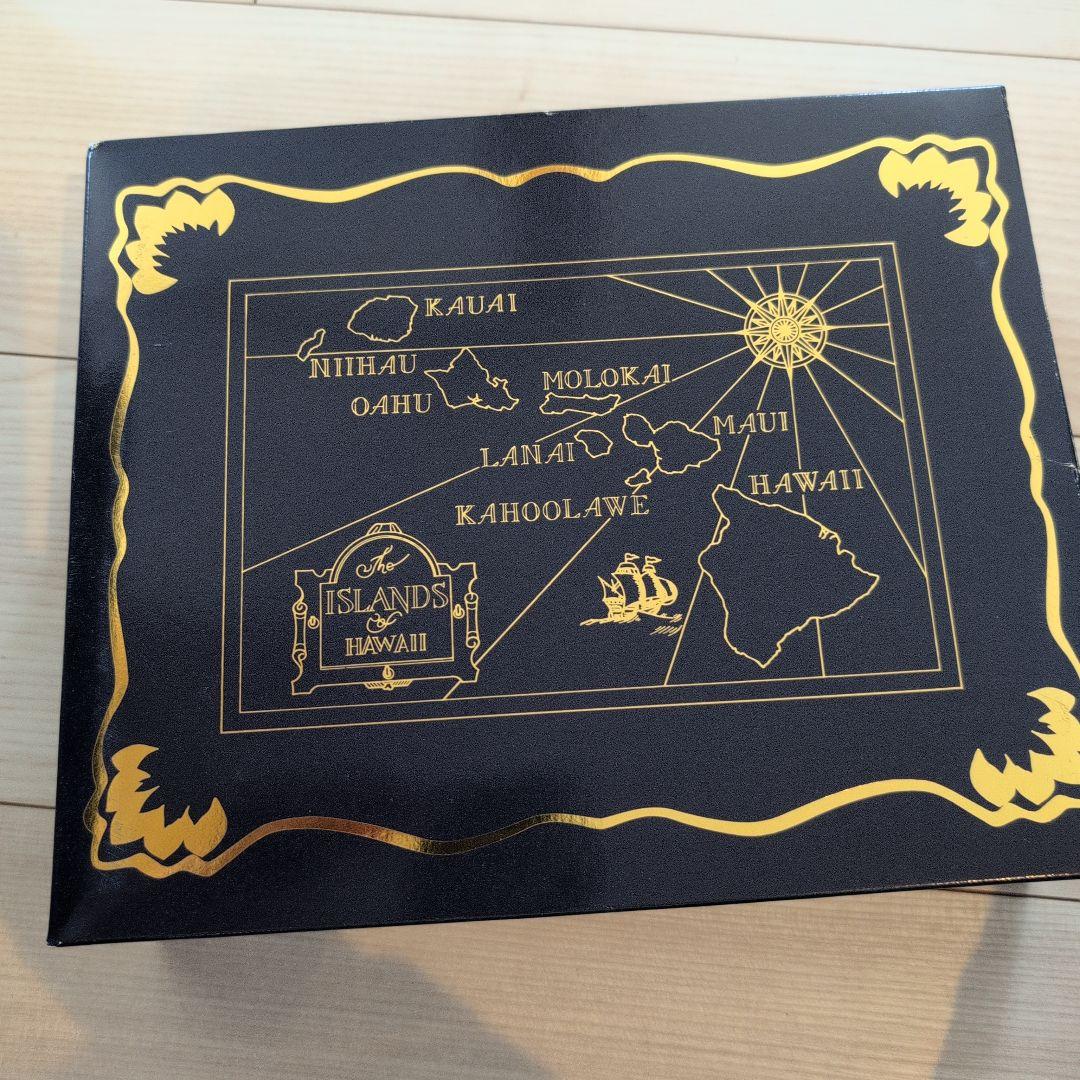 KAUAI
NIIHAU
OAHU
MOLOKAI
MAUI
LANAI
HAWAII
KAHOOLAWE
The
ISLANDS
of
HAWAII